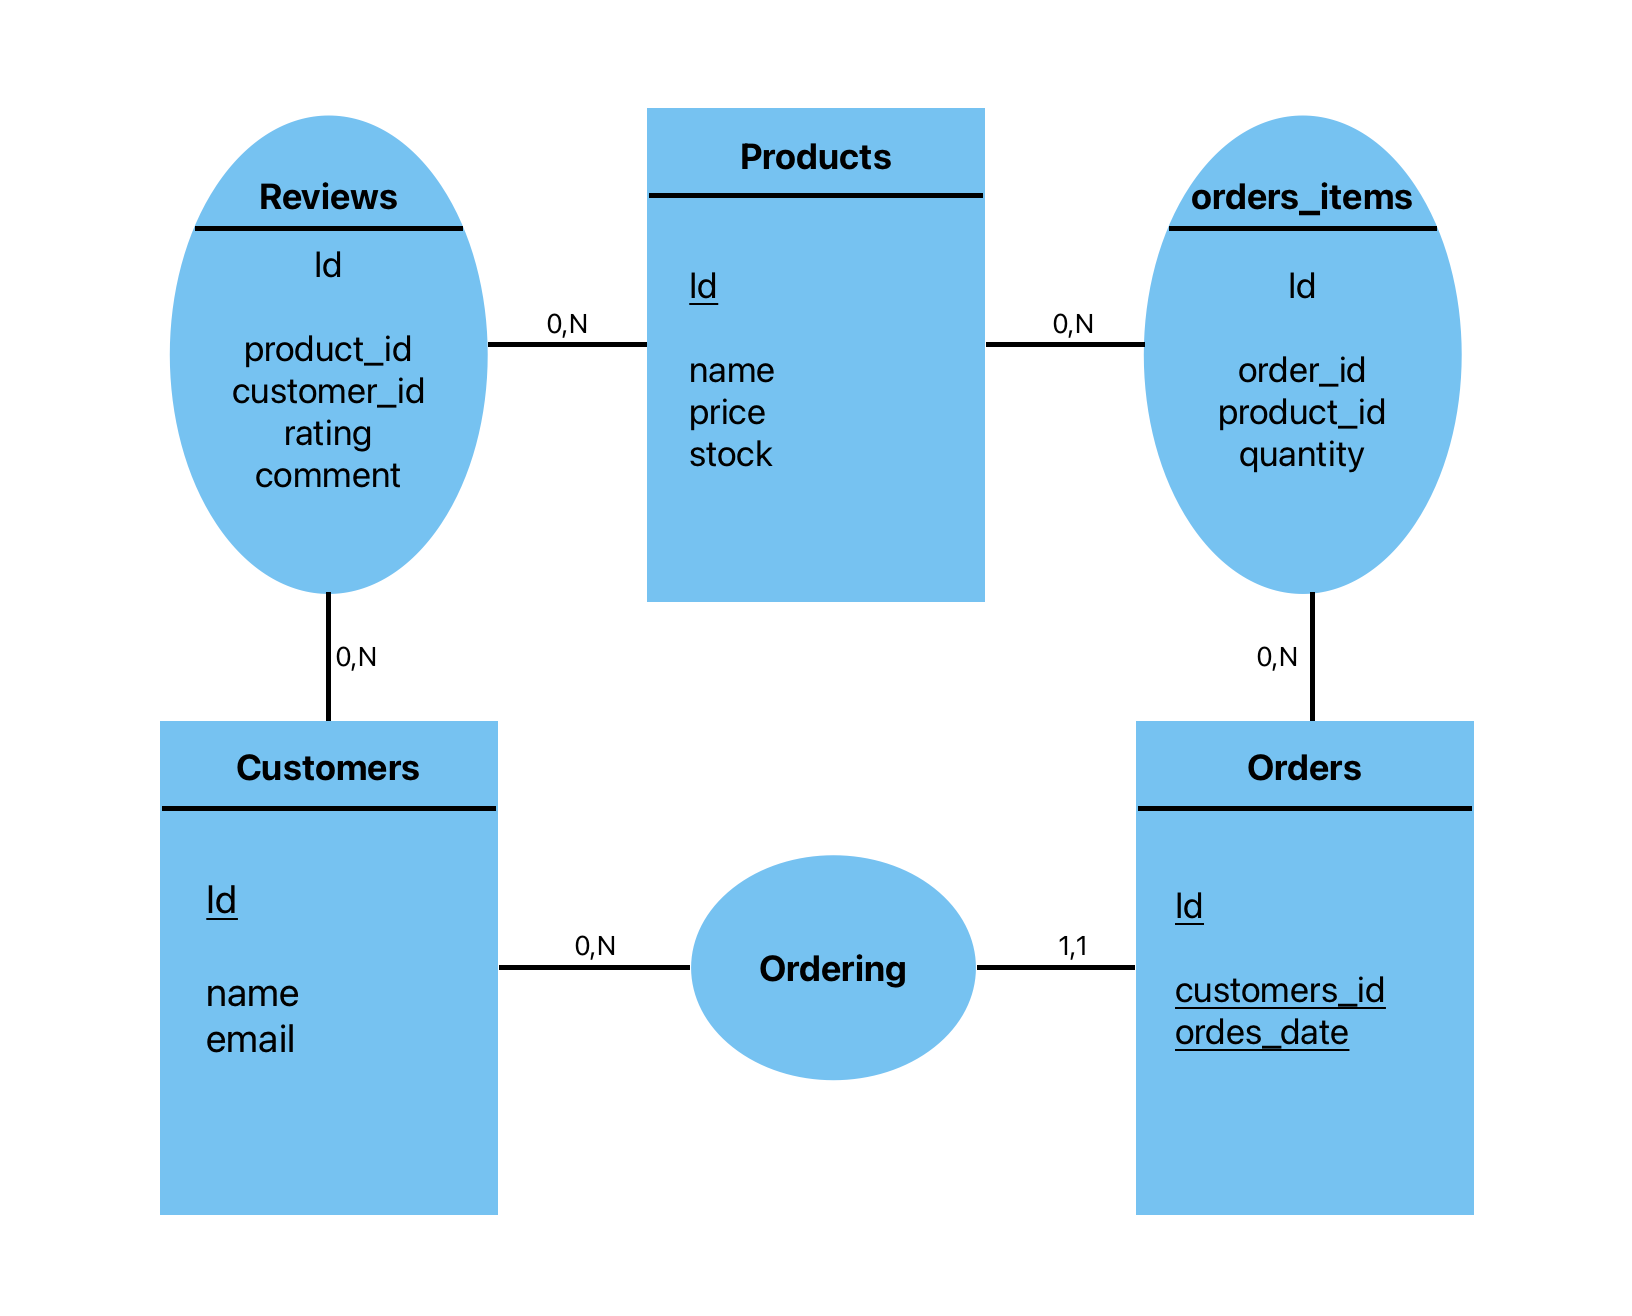 Reviews
Id
product_id
customer_id
rating
comment
0,N
Products
Id
name
price
stock
0,N
orders_items
Id
order_id
product_id
quantity
0,N
0,N
Customers
Id
name
email
0,N
Ordering
1,1
Orders
Id
customers_id
ordes_date